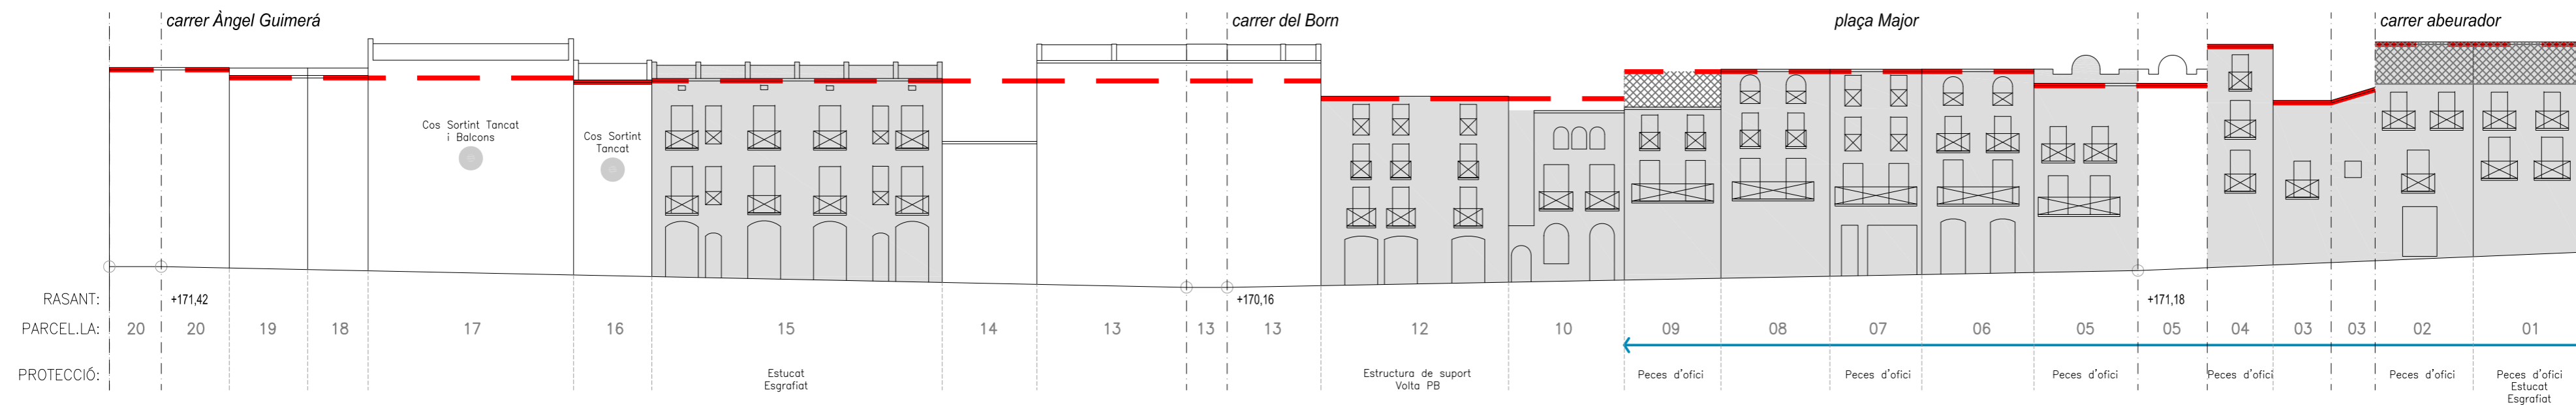 carrer Àngel Guimerá
carrer del Born
plaça Major
carrer abeurador
Cos Sortint Tancat
i Balcons
Cos Sortint
Tancat
RASANT:
+171,42
+170,16
+171,18
PARCEL.LA:
20 20 19 18 17 16 15 14 13 13 13 12 10 09 08 07 06 05 05 04 03 03 02 01
PROTECCIÓ:
Estucat
Esgrafiat
Estructura de suport
Volta PB
Peces d'ofici
Peces d'ofici
Peces d'ofici
Peces d'ofici
Peces d'ofici
Peces d'ofici
Estucat
Esgrafiat